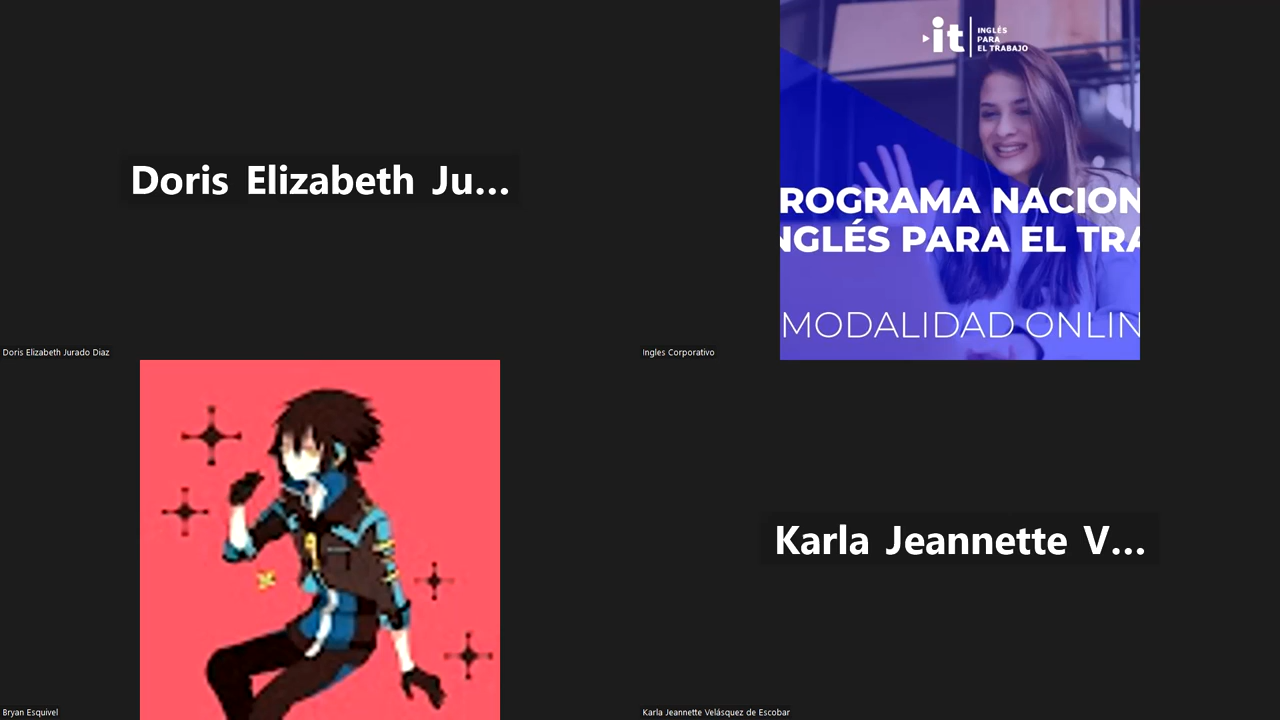 Doris Elizabeth Ju...
Doris Elizabeth Jurado Diaz
it
INGLÉS
PARA
EL TRABAJO
ROGRAMA NACION
NGLÉS PARA EL TRA
MODALIDAD ONLIN
Ingles Corporativo
Bryan Esquivel
Karla Jeannette V...
Karla Jeannette Velásquez de Escobar